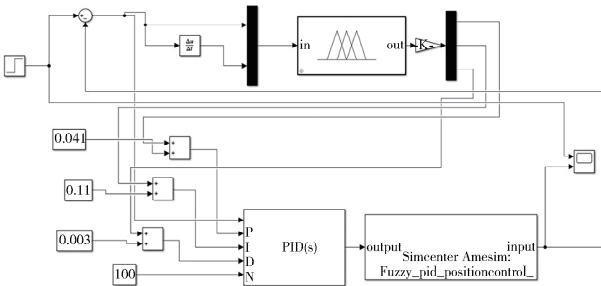 Δu
Δt
in
out
-K-
0.041
0.11
0.003
100
P
I
D
N
PID(s)
output
input
Simcenter Amesim:
Fuzzy_pid_positioncontrol_